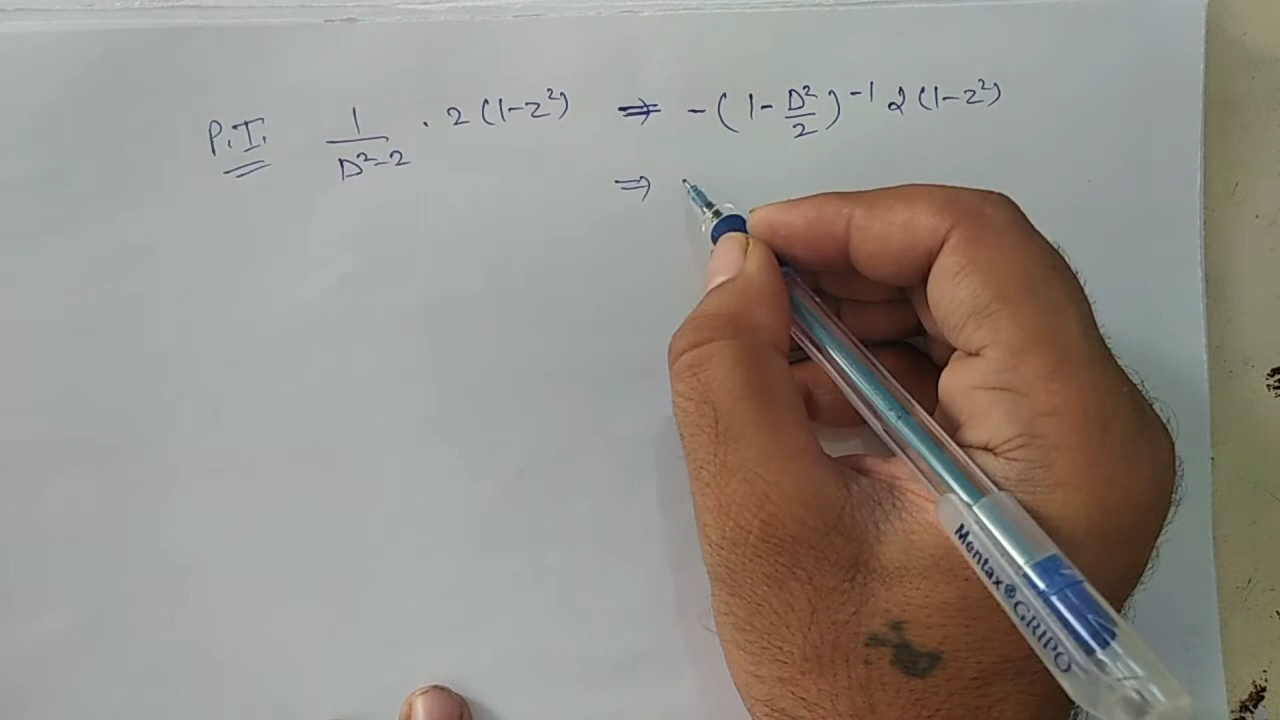 P.I. 1/(D²-2) . 2(1-z²) ⇒ -(1-D²/2)⁻¹ 2(1-z²)
⇒
Mentax® GRIPO